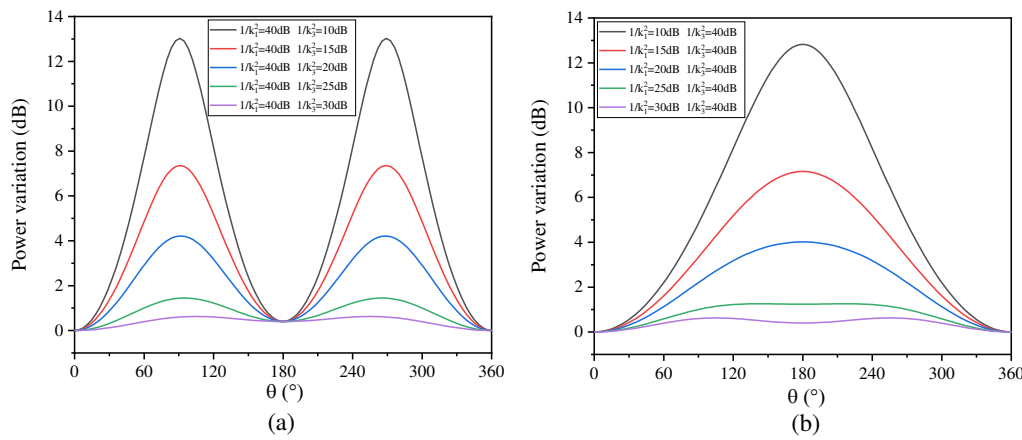 14
12
10
8
6
4
2
0
Power variation (dB)
1/k₁²=40dB 1/k₃²=10dB
1/k₁²=40dB 1/k₃²=15dB
1/k₁²=40dB 1/k₃²=20dB
1/k₁²=40dB 1/k₃²=25dB
1/k₁²=40dB 1/k₃²=30dB
0 60 120 180 240 300 360
θ (°)
(a)
14
12
10
8
6
4
2
0
Power variation (dB)
1/k₁²=10dB 1/k₃²=40dB
1/k₁²=15dB 1/k₃²=40dB
1/k₁²=20dB 1/k₃²=40dB
1/k₁²=25dB 1/k₃²=40dB
1/k₁²=30dB 1/k₃²=40dB
0 60 120 180 240 300 360
θ (°)
(b)